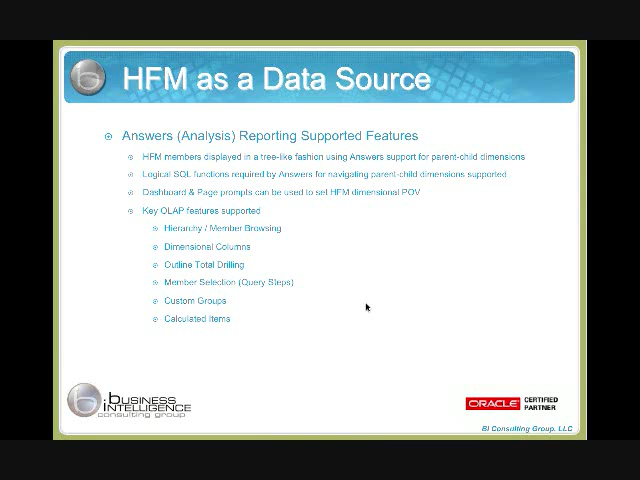 HFM as a Data Source
Answers (Analysis) Reporting Supported Features
HFM members displayed in a tree-like fashion using Answers support for parent-child dimensions
Logical SQL functions required by Answers for navigating parent-child dimensions supported
Dashboard & Page prompts can be used to set HFM dimensional POV
Key OLAP features supported
Hierarchy / Member Browsing
Dimensional Columns
Outline Total Drilling
Member Selection (Query Steps)
Custom Groups
Calculated Items
BUSINESS
INTELLIGENCE
consulting group
ORACLE CERTIFIED
PARTNER
BI Consulting Group, LLC